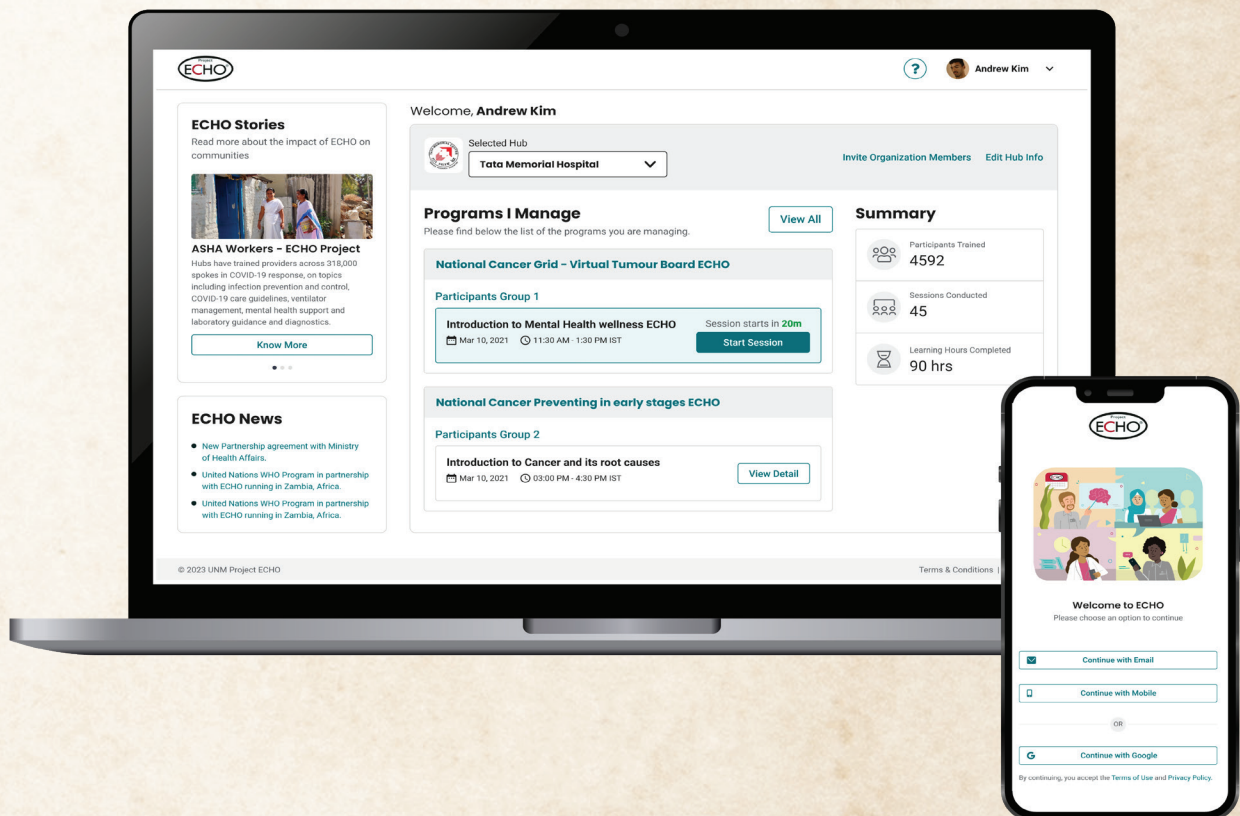 Project
ECHO
?
Andrew Kim
ECHO Stories
Read more about the impact of ECHO on
communities
ASHA Workers - ECHO Project
Hubs have trained providers across 318,000
spokes in COVID-19 response, on topics
including infection prevention and control,
COVID-19 care guidelines, ventilator
management, mental health support and
laboratory guidance and diagnostics.
Know More
ECHO News
New Partnership agreement with Ministry
of Health Affairs.
United Nations WHO Program in partnership
with ECHO running in Zambia, Africa.
United Nations WHO Program in partnership
with ECHO running in Zambia, Africa.
Welcome, Andrew Kim
Selected Hub
Tata Memorial Hospital
Invite Organization Members Edit Hub Info
Programs I Manage
Please find below the list of the programs you are managing.
View All
National Cancer Grid - Virtual Tumour Board ECHO
Participants Group 1
Introduction to Mental Health wellness ECHO
Mar 10, 2021 11:30 AM - 1:30 PM IST
Session starts in 20m
Start Session
National Cancer Preventing in early stages ECHO
Participants Group 2
Introduction to Cancer and its root causes
Mar 10, 2021 03:00 PM - 4:30 PM IST
View Detail
Summary
Participants Trained
4592
Sessions Conducted
45
Learning Hours Completed
90 hrs
© 2023 UNM Project ECHO
Terms & Conditions |
Project
ECHO
Welcome to ECHO
Please choose an option to continue
Continue with Email
Continue with Mobile
OR
G Continue with Google
By continuing, you accept the Terms of Use and Privacy Policy.